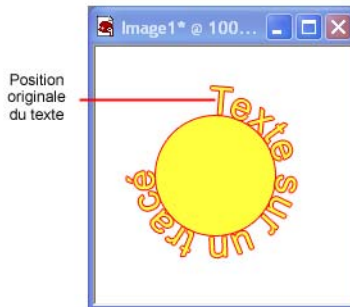 Image1* @ 100...
Position
originale
du texte
Texte sur un tracé